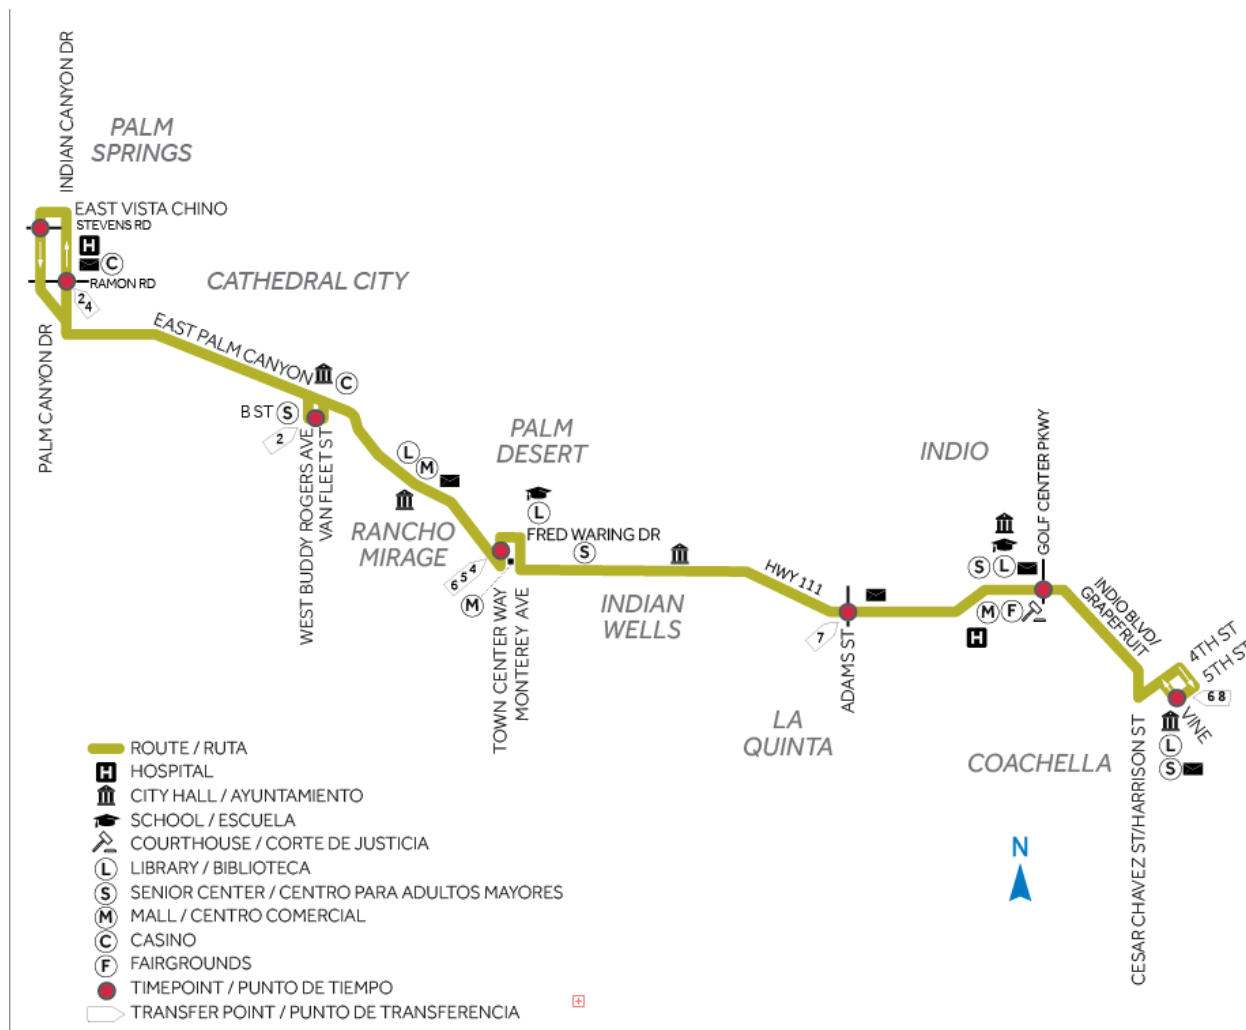 INDIAN CANYON DR
PALM
SPRINGS
EAST VISTA CHINO
STEVENS RD
H
C
RAMON RD
2
4
CATHEDRAL CITY
PALM CANYON DR
EAST PALM CANYON
C
B ST
S
2
WEST BUDDY ROGERS AVE
VAN FLEET ST
L
M
RANCHO
MIRAGE
PALM
DESERT
L
FRED WARING DR
S
6 5 4
M
TOWN CENTER WAY
MONTEREY AVE
INDIAN
WELLS
HWY 111
7
ADAMS ST
LA
QUINTA
INDIO
GOLF CENTER PKWY
S
L
M
F
H
INDIO BLVD/
GRAPEFRUIT
4TH ST
5TH ST
6 8
VINE
L
S
COACHELLA
CESAR CHAVEZ ST/HARRISON ST
N
ROUTE / RUTA
H HOSPITAL
CITY HALL / AYUNTAMIENTO
SCHOOL / ESCUELA
COURTHOUSE / CORTE DE JUSTICIA
L LIBRARY / BIBLIOTECA
S SENIOR CENTER / CENTRO PARA ADULTOS MAYORES
M MALL / CENTRO COMERCIAL
C CASINO
F FAIRGROUNDS
TIMEPOINT / PUNTO DE TIEMPO
TRANSFER POINT / PUNTO DE TRANSFERENCIA